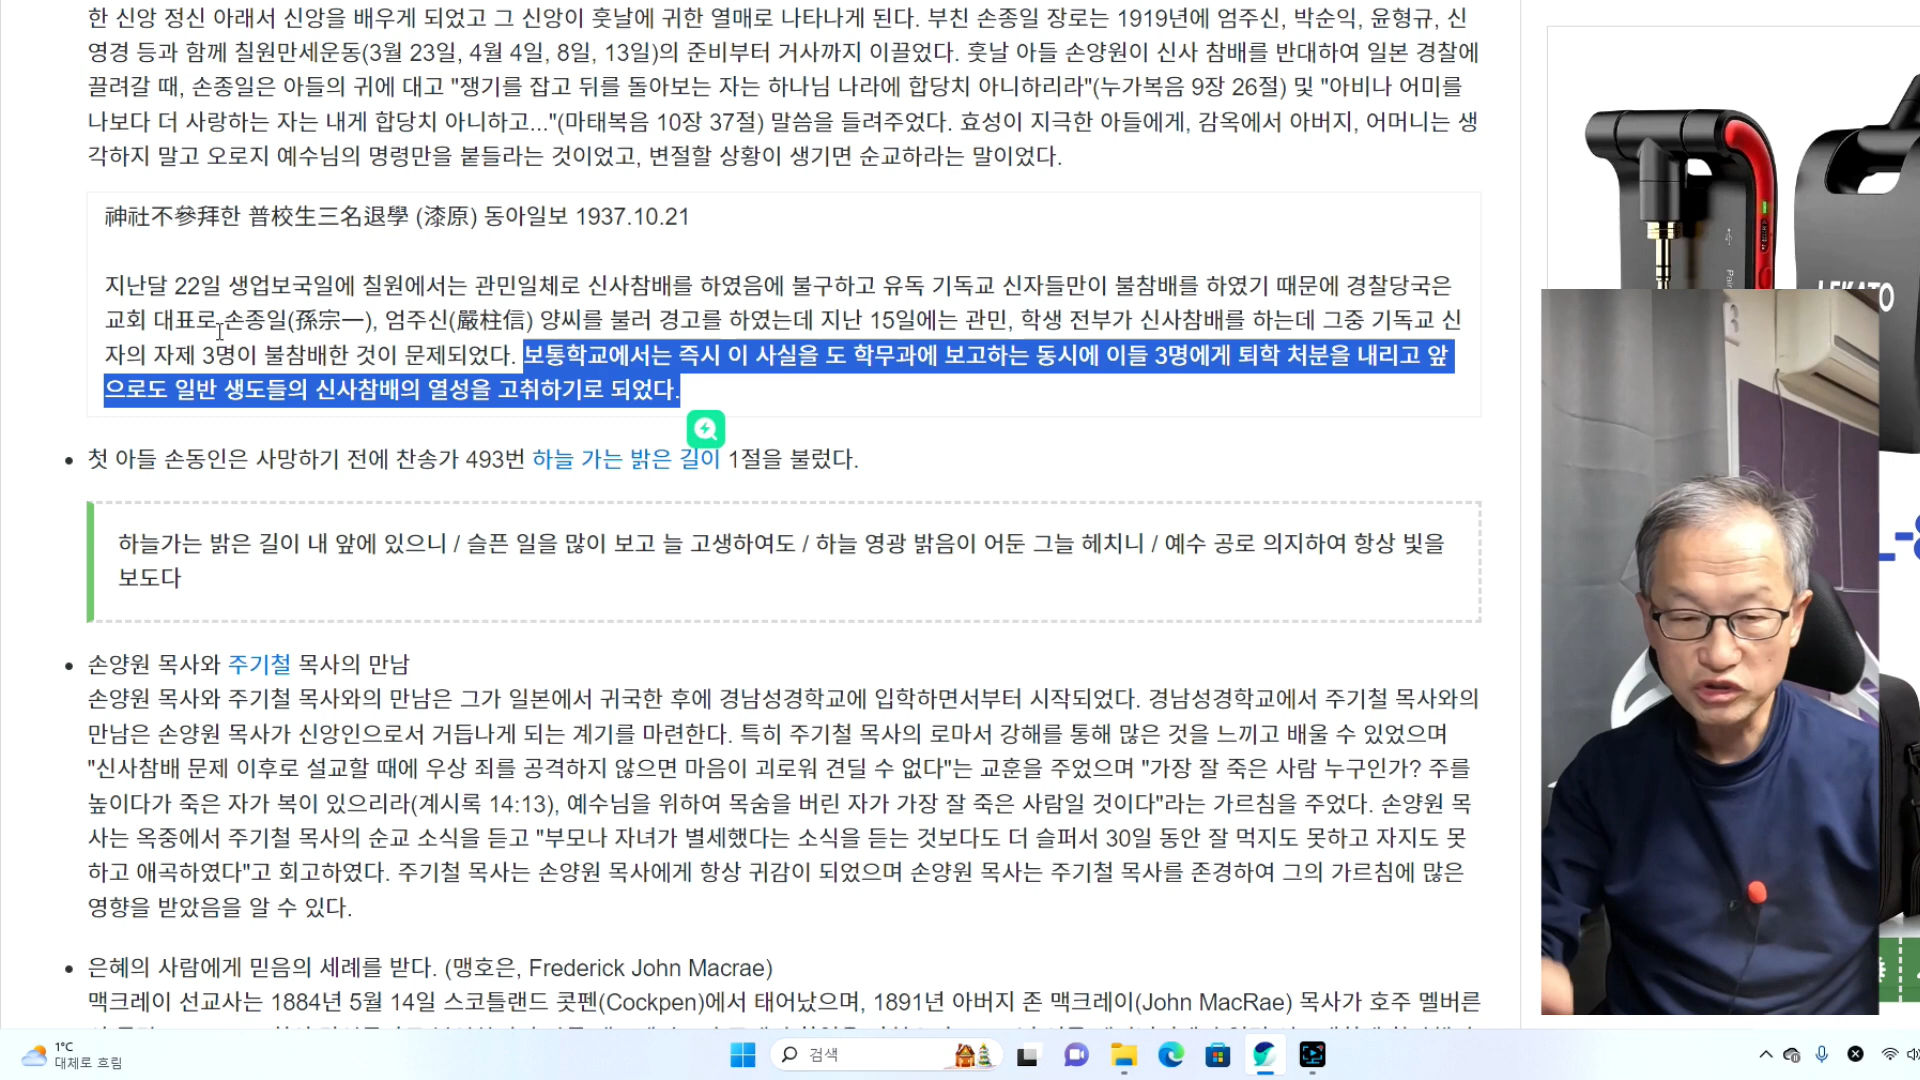 한 신앙 정신 아래서 신앙을 배우게 되었고 그 신앙이 훗날에 귀한 열매로 나타나게 된다. 부친 손종일 장로는 1919년에 엄주신, 박순익, 윤형규, 신
영경 등과 함께 칠원만세운동(3월 23일, 4월 4일, 8일, 13일)의 준비부터 거사까지 이끌었다. 훗날 아들 손양원이 신사 참배를 반대하여 일본 경찰에
끌려갈 때, 손종일은 아들의 귀에 대고 "쟁기를 잡고 뒤를 돌아보는 자는 하나님 나라에 합당치 아니하리라"(누가복음 9장 26절) 및 "아비나 어미를
나보다 더 사랑하는 자는 내게 합당치 아니하고..."(마태복음 10장 37절) 말씀을 들려주었다. 효성이 지극한 아들에게, 감옥에서 아버지, 어머니는 생
각하지 말고 오로지 예수님의 명령만을 붙들라는 것이었고, 변절할 상황이 생기면 순교하라는 말이었다.
神社不參拜한 普校生三名退學 (漆原) 동아일보 1937.10.21
지난달 22일 생업보국일에 칠원에서는 관민일체로 신사참배를 하였음에 불구하고 유독 기독교 신자들만이 불참배를 하였기 때문에 경찰당국은
교회 대표로 손종일(孫宗一), 엄주신(嚴柱信) 양씨를 불러 경고를 하였는데 지난 15일에는 관민, 학생 전부가 신사참배를 하는데 그중 기독교 신
자의 자제 3명이 불참배한 것이 문제되었다. 보통학교에서는 즉시 이 사실을 도 학무과에 보고하는 동시에 이들 3명에게 퇴학 처분을 내리고 앞
으로도 일반 생도들의 신사참배의 열성을 고취하기로 되었다.
• 첫 아들 손동인은 사망하기 전에 찬송가 493번 하늘 가는 밝은 길이 1절을 불렀다.
하늘가는 밝은 길이 내 앞에 있으니 / 슬픈 일을 많이 보고 늘 고생하여도 / 하늘 영광 밝음이 어둔 그늘 헤치니 / 예수 공로 의지하여 항상 빛을
보도다
• 손양원 목사와 주기철 목사의 만남
손양원 목사와 주기철 목사와의 만남은 그가 일본에서 귀국한 후에 경남성경학교에 입학하면서부터 시작되었다. 경남성경학교에서 주기철 목사와의
만남은 손양원 목사가 신앙인으로서 거듭나게 되는 계기를 마련한다. 특히 주기철 목사의 로마서 강해를 통해 많은 것을 느끼고 배울 수 있었으며
"신사참배 문제 이후로 설교할 때에 우상 죄를 공격하지 않으면 마음이 괴로워 견딜 수 없다"는 교훈을 주었으며 "가장 잘 죽은 사람 누구인가? 주를
높이다가 죽은 자가 복이 있으리라(계시록 14:13), 예수님을 위하여 목숨을 버린 자가 가장 잘 죽은 사람일 것이다"라는 가르침을 주었다. 손양원 목
사는 옥중에서 주기철 목사의 순교 소식을 듣고 "부모나 자녀가 별세했다는 소식을 듣는 것보다도 더 슬퍼서 30일 동안 잘 먹지도 못하고 자지도 못
하고 애곡하였다"고 회고하였다. 주기철 목사는 손양원 목사에게 항상 귀감이 되었으며 손양원 목사는 주기철 목사를 존경하여 그의 가르침에 많은
영향을 받았음을 알 수 있다.
• 은혜의 사람에게 믿음의 세례를 받다. (맹호은, Frederick John Macrae)
맥크레이 선교사는 1884년 5월 14일 스코틀랜드 콧펜(Cockpen)에서 태어났으며, 1891년 아버지 존 맥크레이(John MacRae) 목사가 호주 멜버른
1°C
대체로 흐림
검색